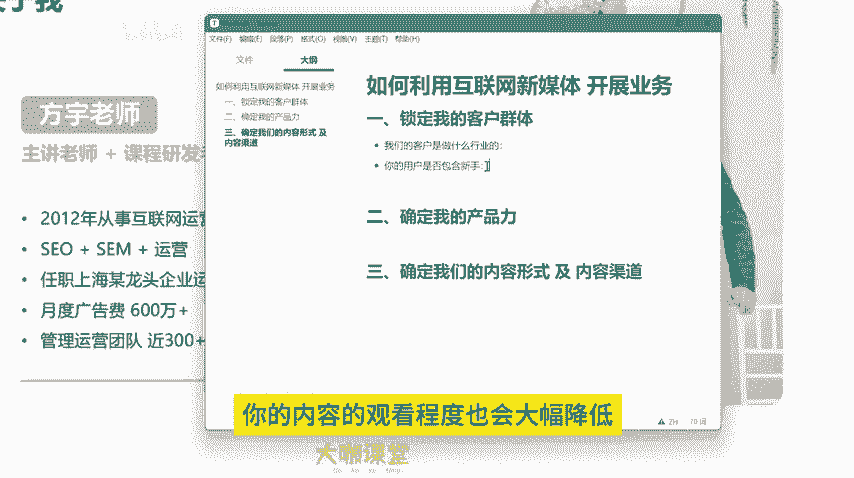 关于我
方宇老师
主讲老师 + 课程研发
2012年从事互联网运营
SEO + SEM + 运营
任职上海某龙头企业运
月度广告费 600万+
管理运营团队 近300+
文件(F) 编辑(E) 段落(P) 格式(O) 视图(V) 主题(T) 帮助(H)
文件 大纲
如何利用互联网新媒体 开展业务
一、锁定我的客户群体
二、确定我的产品力
三、确定我们的内容形式 及
内容渠道
如何利用互联网新媒体 开展业务
一、锁定我的客户群体
我们的客户是做什么行业的：
你的用户是否包含新手：
二、确定我的产品力
三、确定我们的内容形式 及 内容渠道
70 词
你的内容的观看程度也会大幅降低
大咖课堂